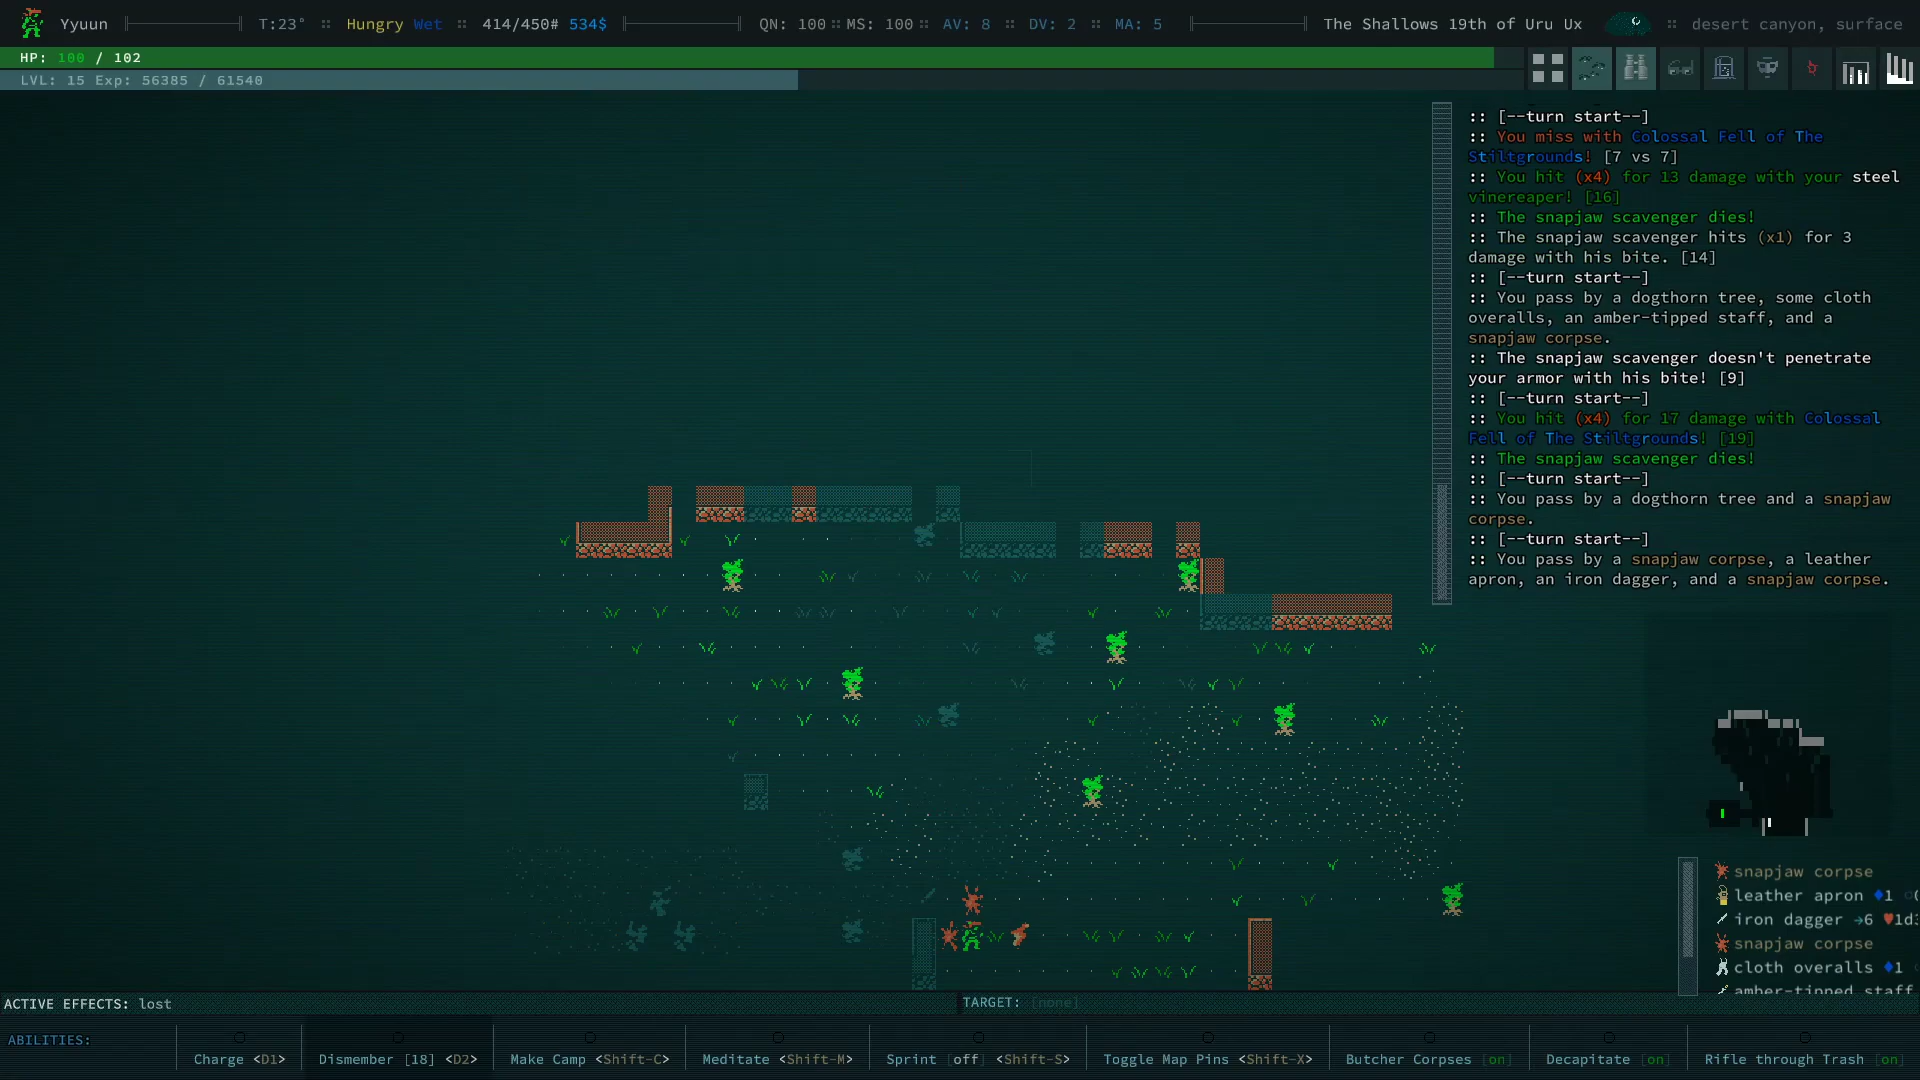 Yyuun T:23° :: Hungry Wet :: 414/450# 534$ QN: 100 :: MS: 100 :: AV: 8 :: DV: 2 :: MA: 5 The Shallows 19th of Uru Ux :: desert canyon, surface
HP: 100 / 102
LVL: 15 Exp: 56385 / 61540
:: [--turn start--]
:: You miss with Colossal Fell of The
Stiltgrounds! [7 vs 7]
:: You hit (x4) for 13 damage with your steel
vinereaper! [16]
:: The snapjaw scavenger dies!
:: The snapjaw scavenger hits (x1) for 3
damage with his bite. [14]
:: [--turn start--]
:: You pass by a dogthorn tree, some cloth
overalls, an amber-tipped staff, and a
snapjaw corpse.
:: The snapjaw scavenger doesn't penetrate
your armor with his bite! [9]
:: [--turn start--]
:: You hit (x4) for 17 damage with Colossal
Fell of The Stiltgrounds! [19]
:: The snapjaw scavenger dies!
:: [--turn start--]
:: You pass by a dogthorn tree and a snapjaw
corpse.
:: [--turn start--]
:: You pass by a snapjaw corpse, a leather
apron, an iron dagger, and a snapjaw corpse.
snapjaw corpse
leather apron ♦1
iron dagger →6 ♥1d3
snapjaw corpse
cloth overalls ♦1
amber-tipped staff
ACTIVE EFFECTS: lost
TARGET: [none]
ABILITIES:
Charge <D1>
Dismember [18] <D2>
Make Camp <Shift-C>
Meditate <Shift-M>
Sprint [off] <Shift-S>
Toggle Map Pins <Shift-X>
Butcher Corpses [on]
Decapitate [on]
Rifle through Trash [on]